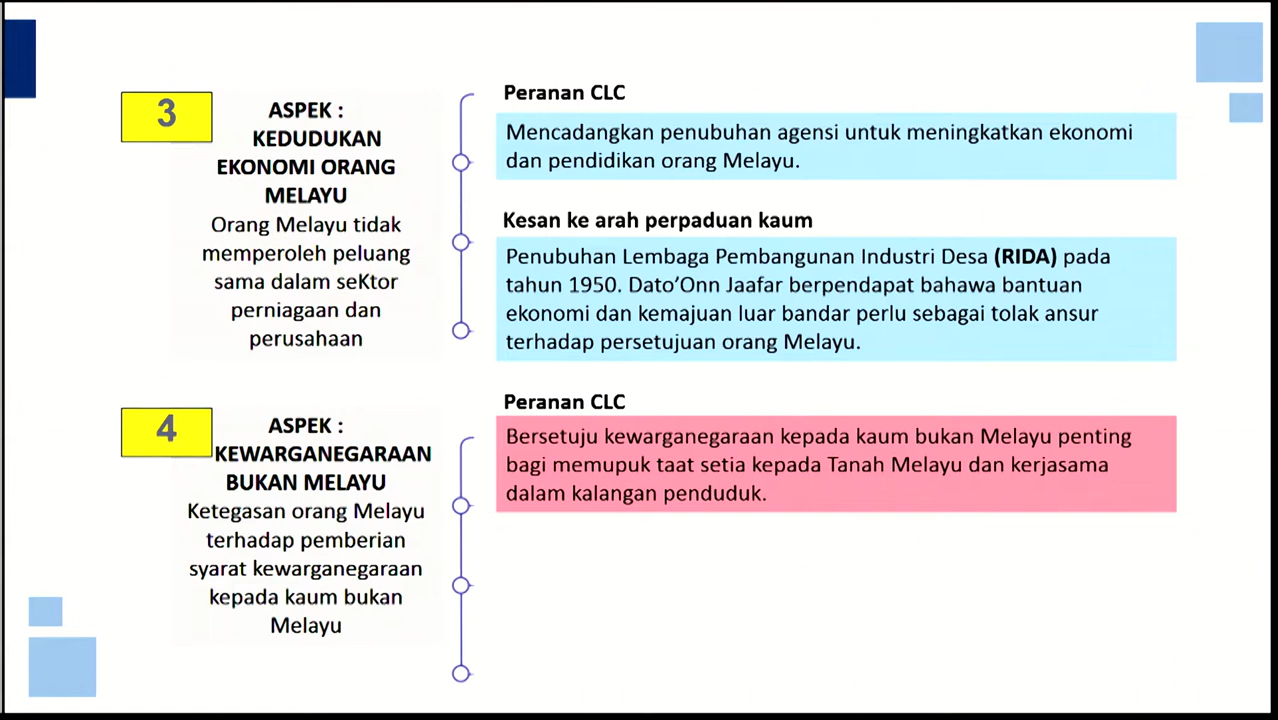 3
ASPEK :
KEDUDUKAN
EKONOMI ORANG
MELAYU
Orang Melayu tidak
memperoleh peluang
sama dalam seKtor
perniagaan dan
perusahaan
Peranan CLC
Mencadangkan penubuhan agensi untuk meningkatkan ekonomi
dan pendidikan orang Melayu.
Kesan ke arah perpaduan kaum
Penubuhan Lembaga Pembangunan Industri Desa (RIDA) pada
tahun 1950. Dato’Onn Jaafar berpendapat bahawa bantuan
ekonomi dan kemajuan luar bandar perlu sebagai tolak ansur
terhadap persetujuan orang Melayu.
4
ASPEK :
KEWARGANEGARAAN
BUKAN MELAYU
Ketegasan orang Melayu
terhadap pemberian
syarat kewarganegaraan
kepada kaum bukan
Melayu
Peranan CLC
Bersetuju kewarganegaraan kepada kaum bukan Melayu penting
bagi memupuk taat setia kepada Tanah Melayu dan kerjasama
dalam kalangan penduduk.